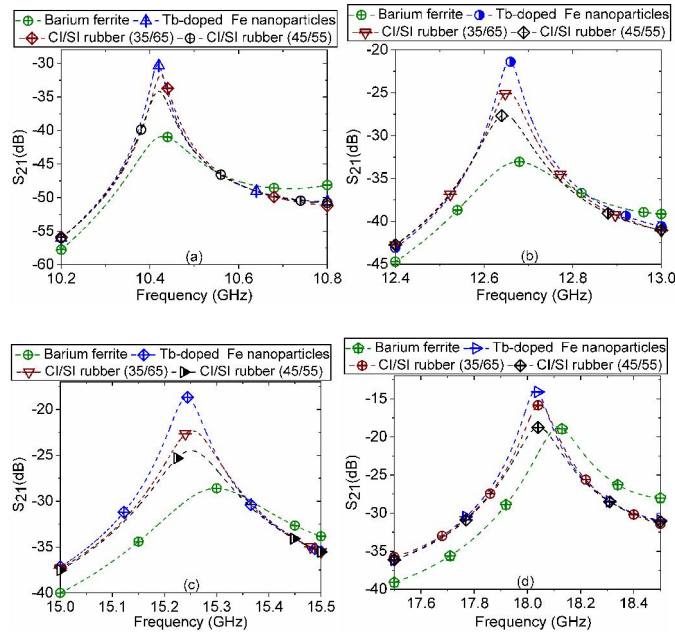 Barium ferrite Tb-doped Fe nanoparticles
CI/SI rubber (35/65) CI/SI rubber (45/55)
-30
-35
-40
-45
-50
-55
-60
S21(dB)
(a)
10.2 10.4 10.6 10.8
Frequency (GHz)
Barium ferrite Tb-doped Fe nanoparticles
CI/SI rubber (35/65) CI/SI rubber (45/55)
-20
-25
-30
-35
-40
-45
S21(dB)
(b)
12.4 12.6 12.8 13.0
Frequency (GHz)
Barium ferrite Tb-doped Fe nanoparticles
CI/SI rubber (35/65) CI/SI rubber (45/55)
-20
-25
-30
-35
-40
S21(dB)
(c)
15.0 15.1 15.2 15.3 15.4 15.5
Frequency (GHz)
Barium ferrite Tb-doped Fe nanoparticles
CI/SI rubber (35/65) CI/SI rubber (45/55)
-15
-20
-25
-30
-35
-40
S21(dB)
(d)
17.6 17.8 18.0 18.2 18.4
Frequency (GHz)